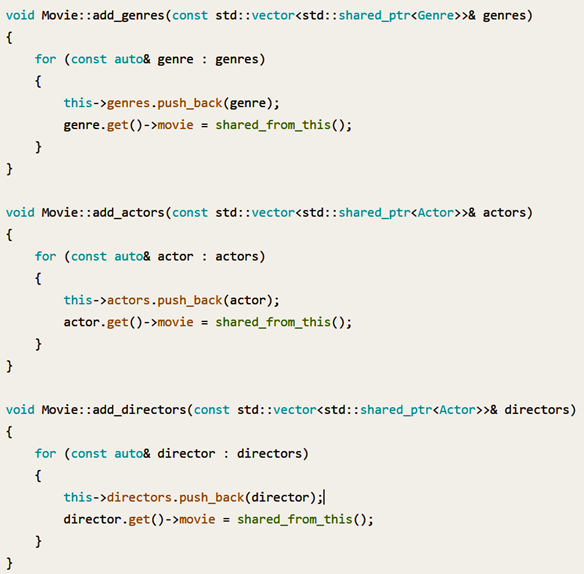 void Movie::add_genres(const std::vector<std::shared_ptr<Genre>>& genres)
{
    for (const auto& genre : genres)
    {
        this->genres.push_back(genre);
        genre.get()->movie = shared_from_this();
    }
}

void Movie::add_actors(const std::vector<std::shared_ptr<Actor>>& actors)
{
    for (const auto& actor : actors)
    {
        this->actors.push_back(actor);
        actor.get()->movie = shared_from_this();
    }
}

void Movie::add_directors(const std::vector<std::shared_ptr<Actor>>& directors)
{
    for (const auto& director : directors)
    {
        this->directors.push_back(director);
        director.get()->movie = shared_from_this();
    }
}